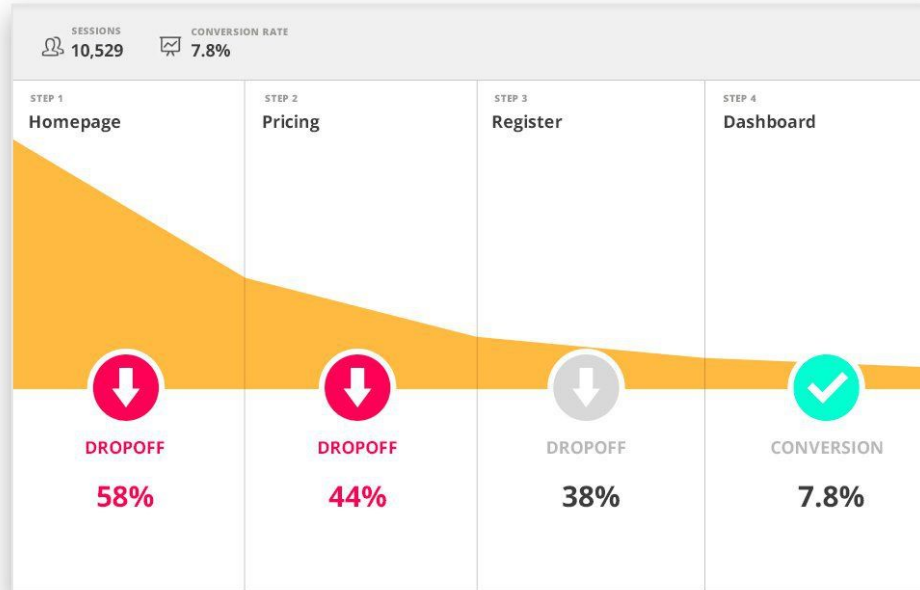 SESSIONS
10,529
CONVERSION RATE
7.8%
STEP 1
Homepage
STEP 2
Pricing
STEP 3
Register
STEP 4
Dashboard
DROPOFF
58%
DROPOFF
44%
DROPOFF
38%
CONVERSION
7.8%